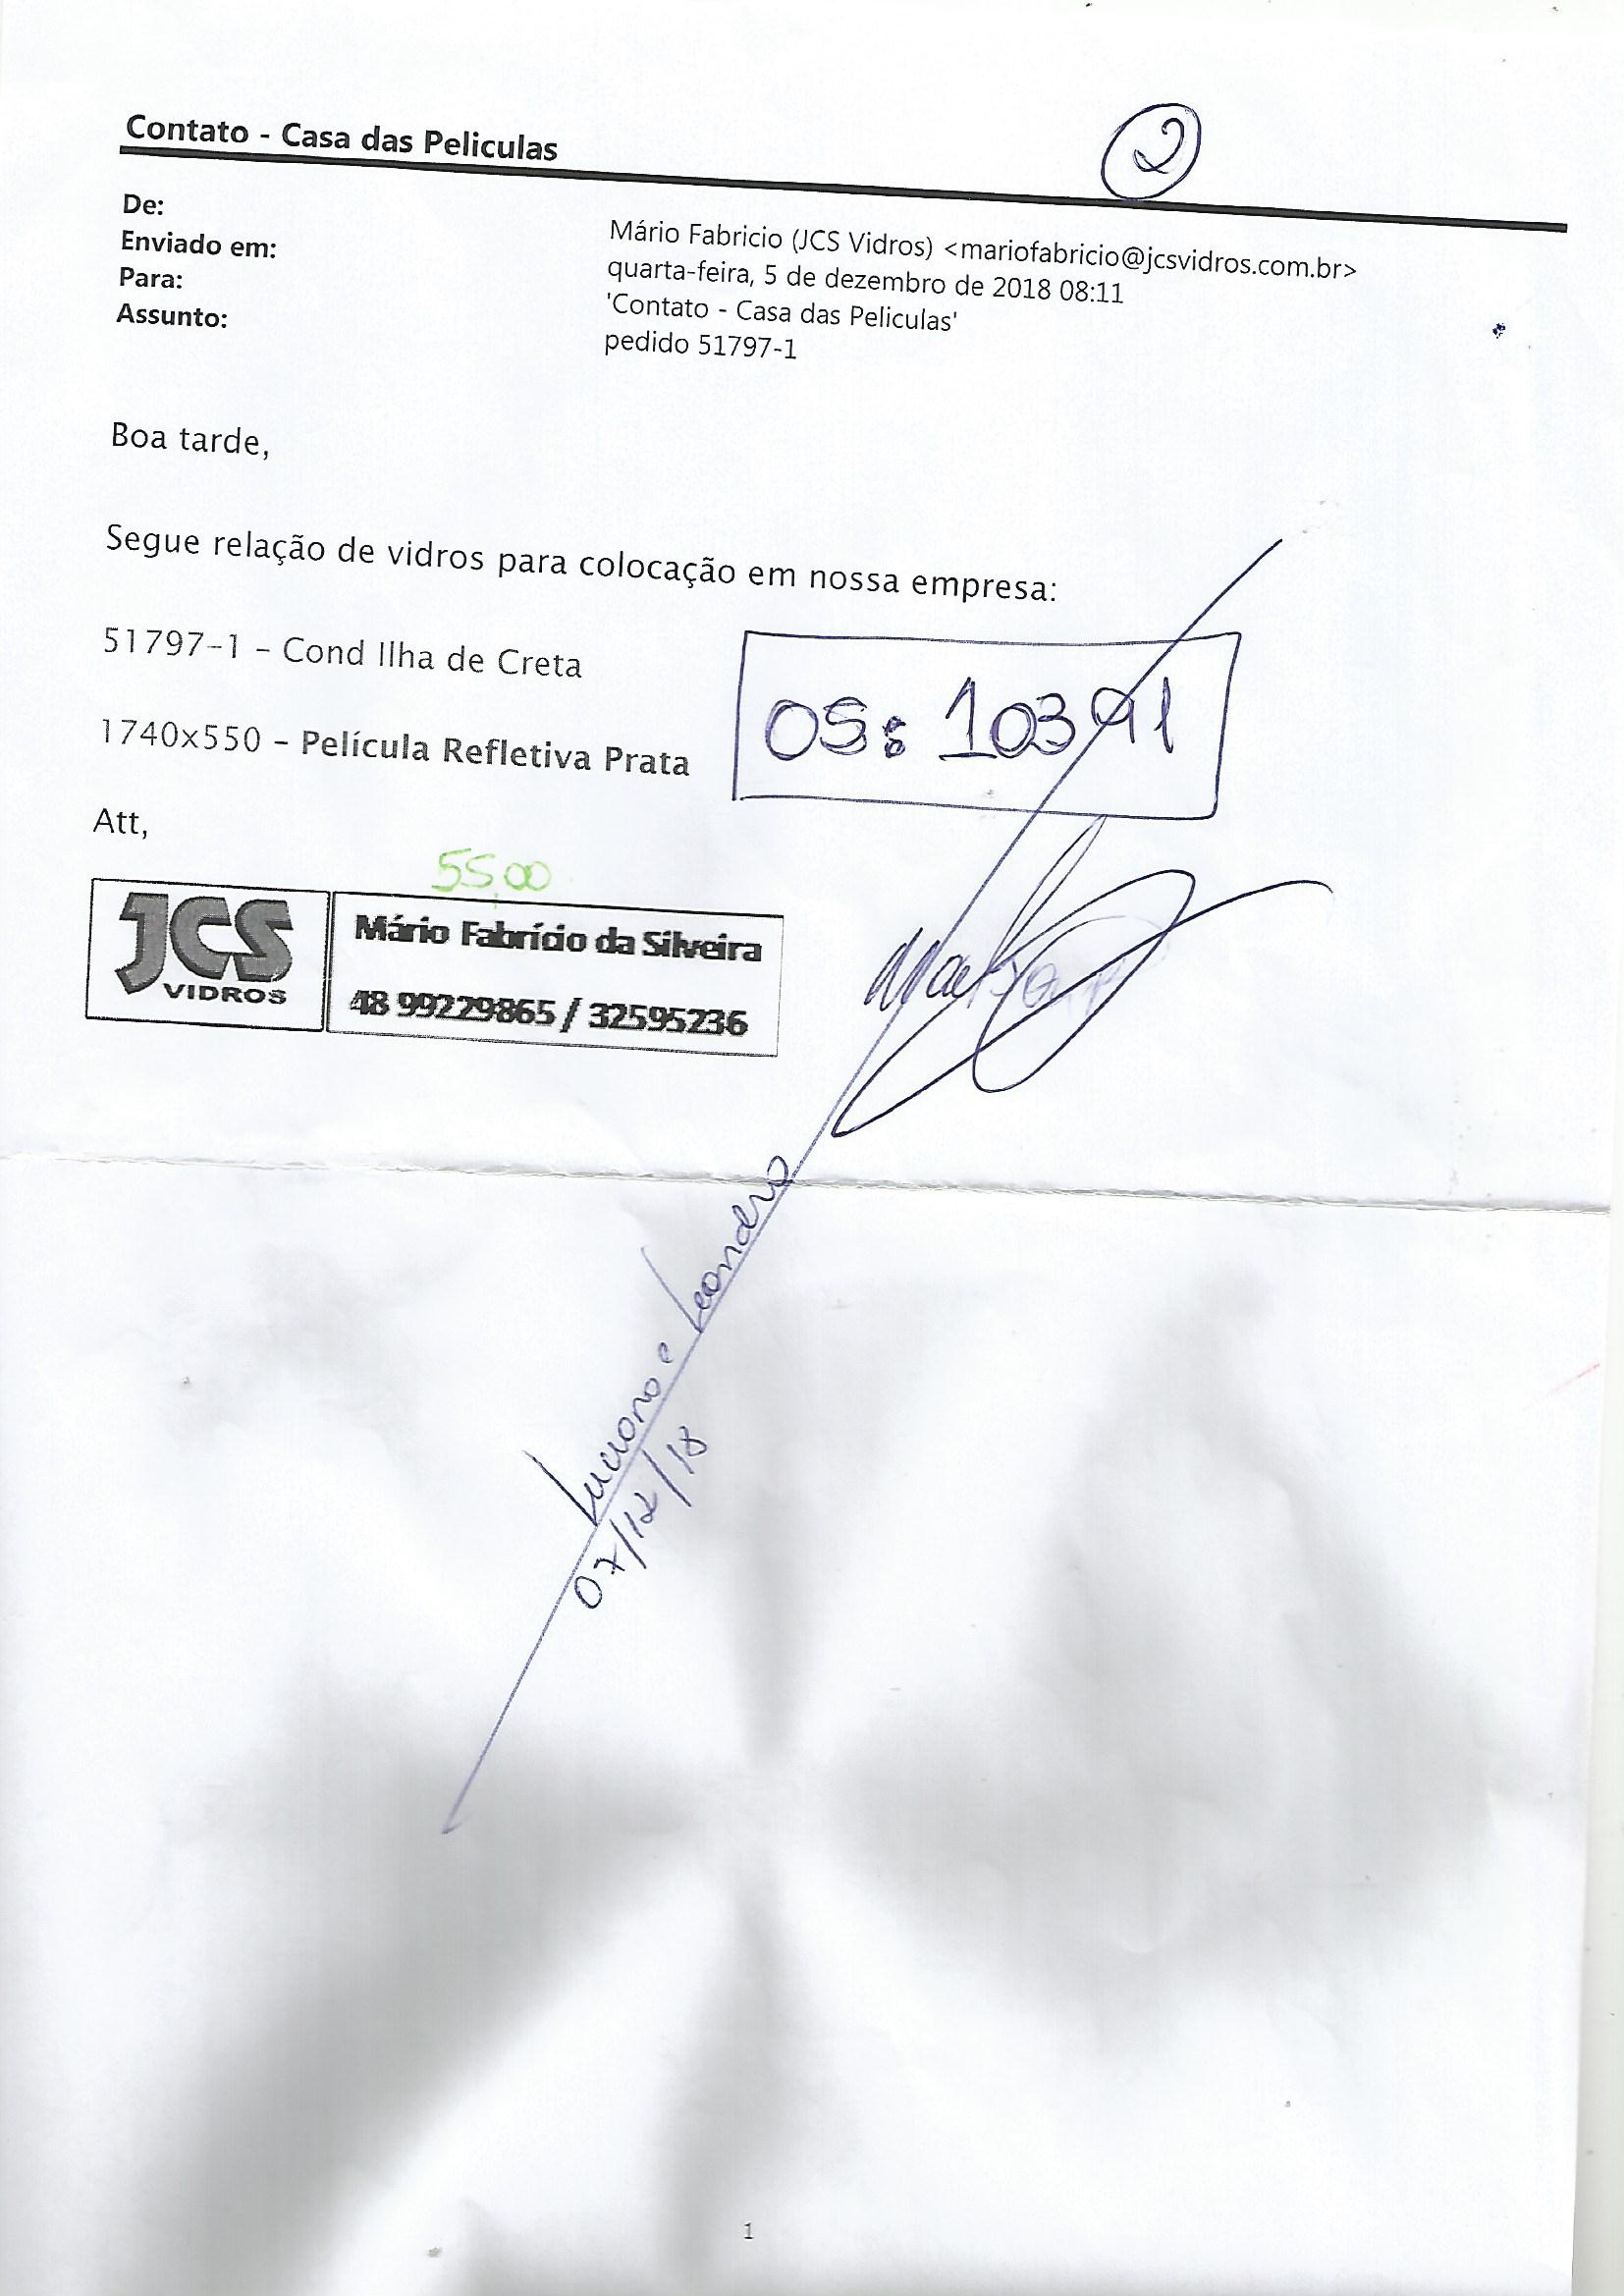 Contato - Casa das Peliculas
2
De:
Mário Fabricio (JCS Vidros) <mariofabricio@jcsvidros.com.br>
Enviado em:
quarta-feira, 5 de dezembro de 2018 08:11
Para:
'Contato - Casa das Peliculas'
Assunto:
pedido 51797-1
Boa tarde,
Segue relação de vidros para colocação em nossa empresa:
51797-1 – Cond Ilha de Creta
OS: 10391
1740x550 – Película Refletiva Prata
Att,
55,00
JCS
VIDROS
Mário Fabrício da Silveira
48 99229865 / 32595236
Luciano e Leandro
07/12/18
1